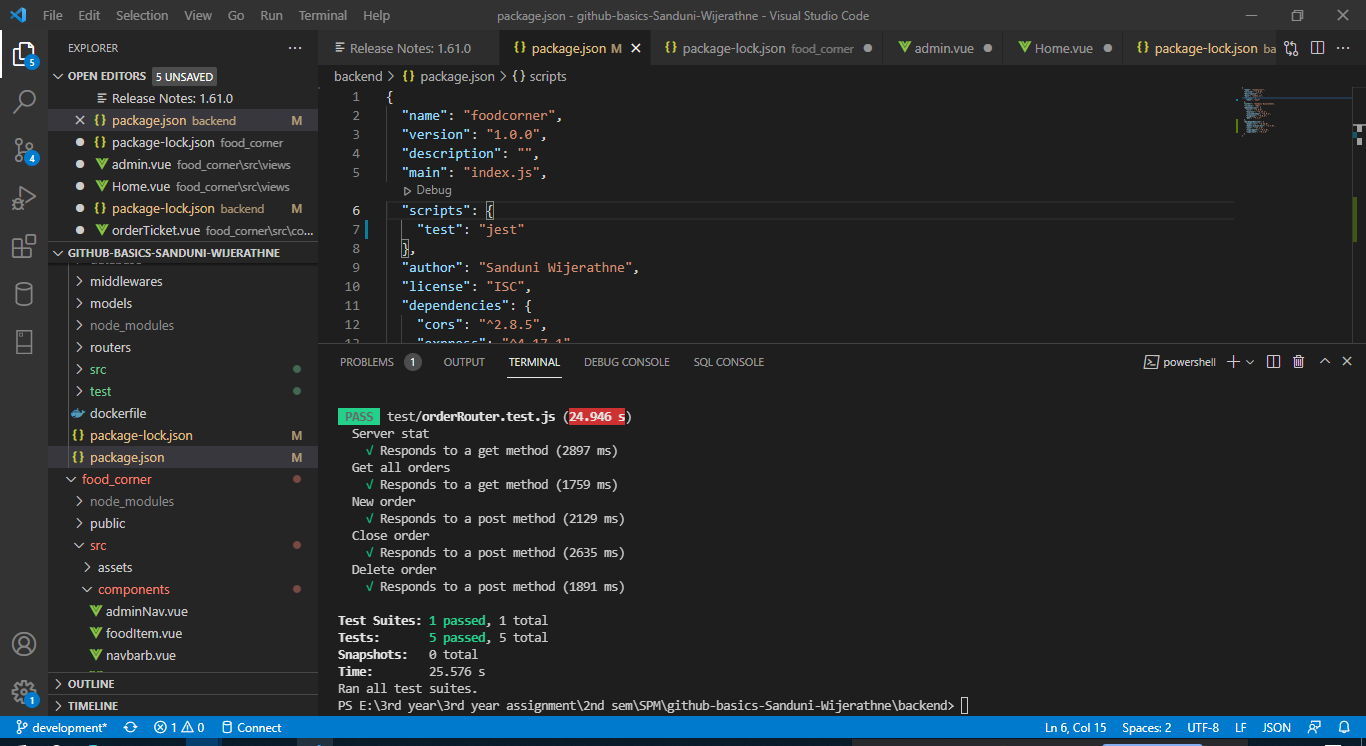 File Edit Selection View Go Run Terminal Help
package.json - github-basics-Sanduni-Wijerathne - Visual Studio Code
EXPLORER
Release Notes: 1.61.0
package.json M
package-lock.json food_corner
admin.vue
Home.vue
package-lock.json ba
OPEN EDITORS 5 UNSAVED
Release Notes: 1.61.0
package.json backend M
package-lock.json food_corner
admin.vue food_corner\src\views
Home.vue food_corner\src\views
package-lock.json backend M
orderTicket.vue food_corner\src\co...
GITHUB-BASICS-SANDUNI-WIJERATHNE
middlewares
models
node_modules
routers
src
test
dockerfile
package-lock.json M
package.json M
food_corner
node_modules
public
src
assets
components
adminNav.vue
foodItem.vue
navbarb.vue
OUTLINE
TIMELINE
5
4
1
backend > {} package.json > {} scripts
1 {
2 "name": "foodcorner",
3 "version": "1.0.0",
4 "description": "",
5 "main": "index.js",
Debug
6 "scripts": {
7 "test": "jest"
8 },
9 "author": "Sanduni Wijerathne",
10 "license": "ISC",
11 "dependencies": {
12 "cors": "^2.8.5",
13 "express": "^4.17.1"
PROBLEMS 1 OUTPUT TERMINAL DEBUG CONSOLE SQL CONSOLE
powershell
PASS test/orderRouter.test.js (24.946 s)
Server stat
√ Responds to a get method (2897 ms)
Get all orders
√ Responds to a get method (1759 ms)
New order
√ Responds to a post method (2129 ms)
Close order
√ Responds to a post method (2635 ms)
Delete order
√ Responds to a post method (1891 ms)
Test Suites: 1 passed, 1 total
Tests: 5 passed, 5 total
Snapshots: 0 total
Time: 25.576 s
Ran all test suites.
PS E:\3rd year\3rd year assignment\2nd sem\SPM\github-basics-Sanduni-Wijerathne\backend>
development* 1 0 Connect
Ln 6, Col 15 Spaces: 2 UTF-8 LF JSON